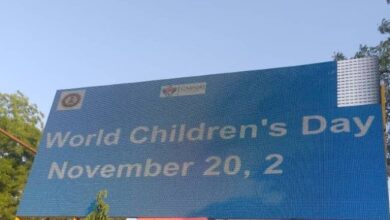 World Children's Day
November 20, 2